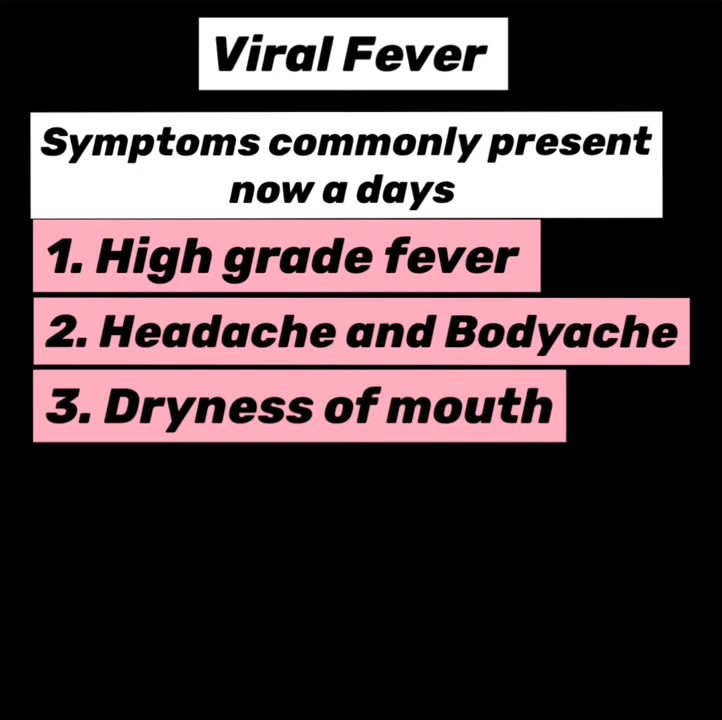 Viral Fever
Symptoms commonly present
now a days
1. High grade fever
2. Headache and Bodyache
3. Dryness of mouth